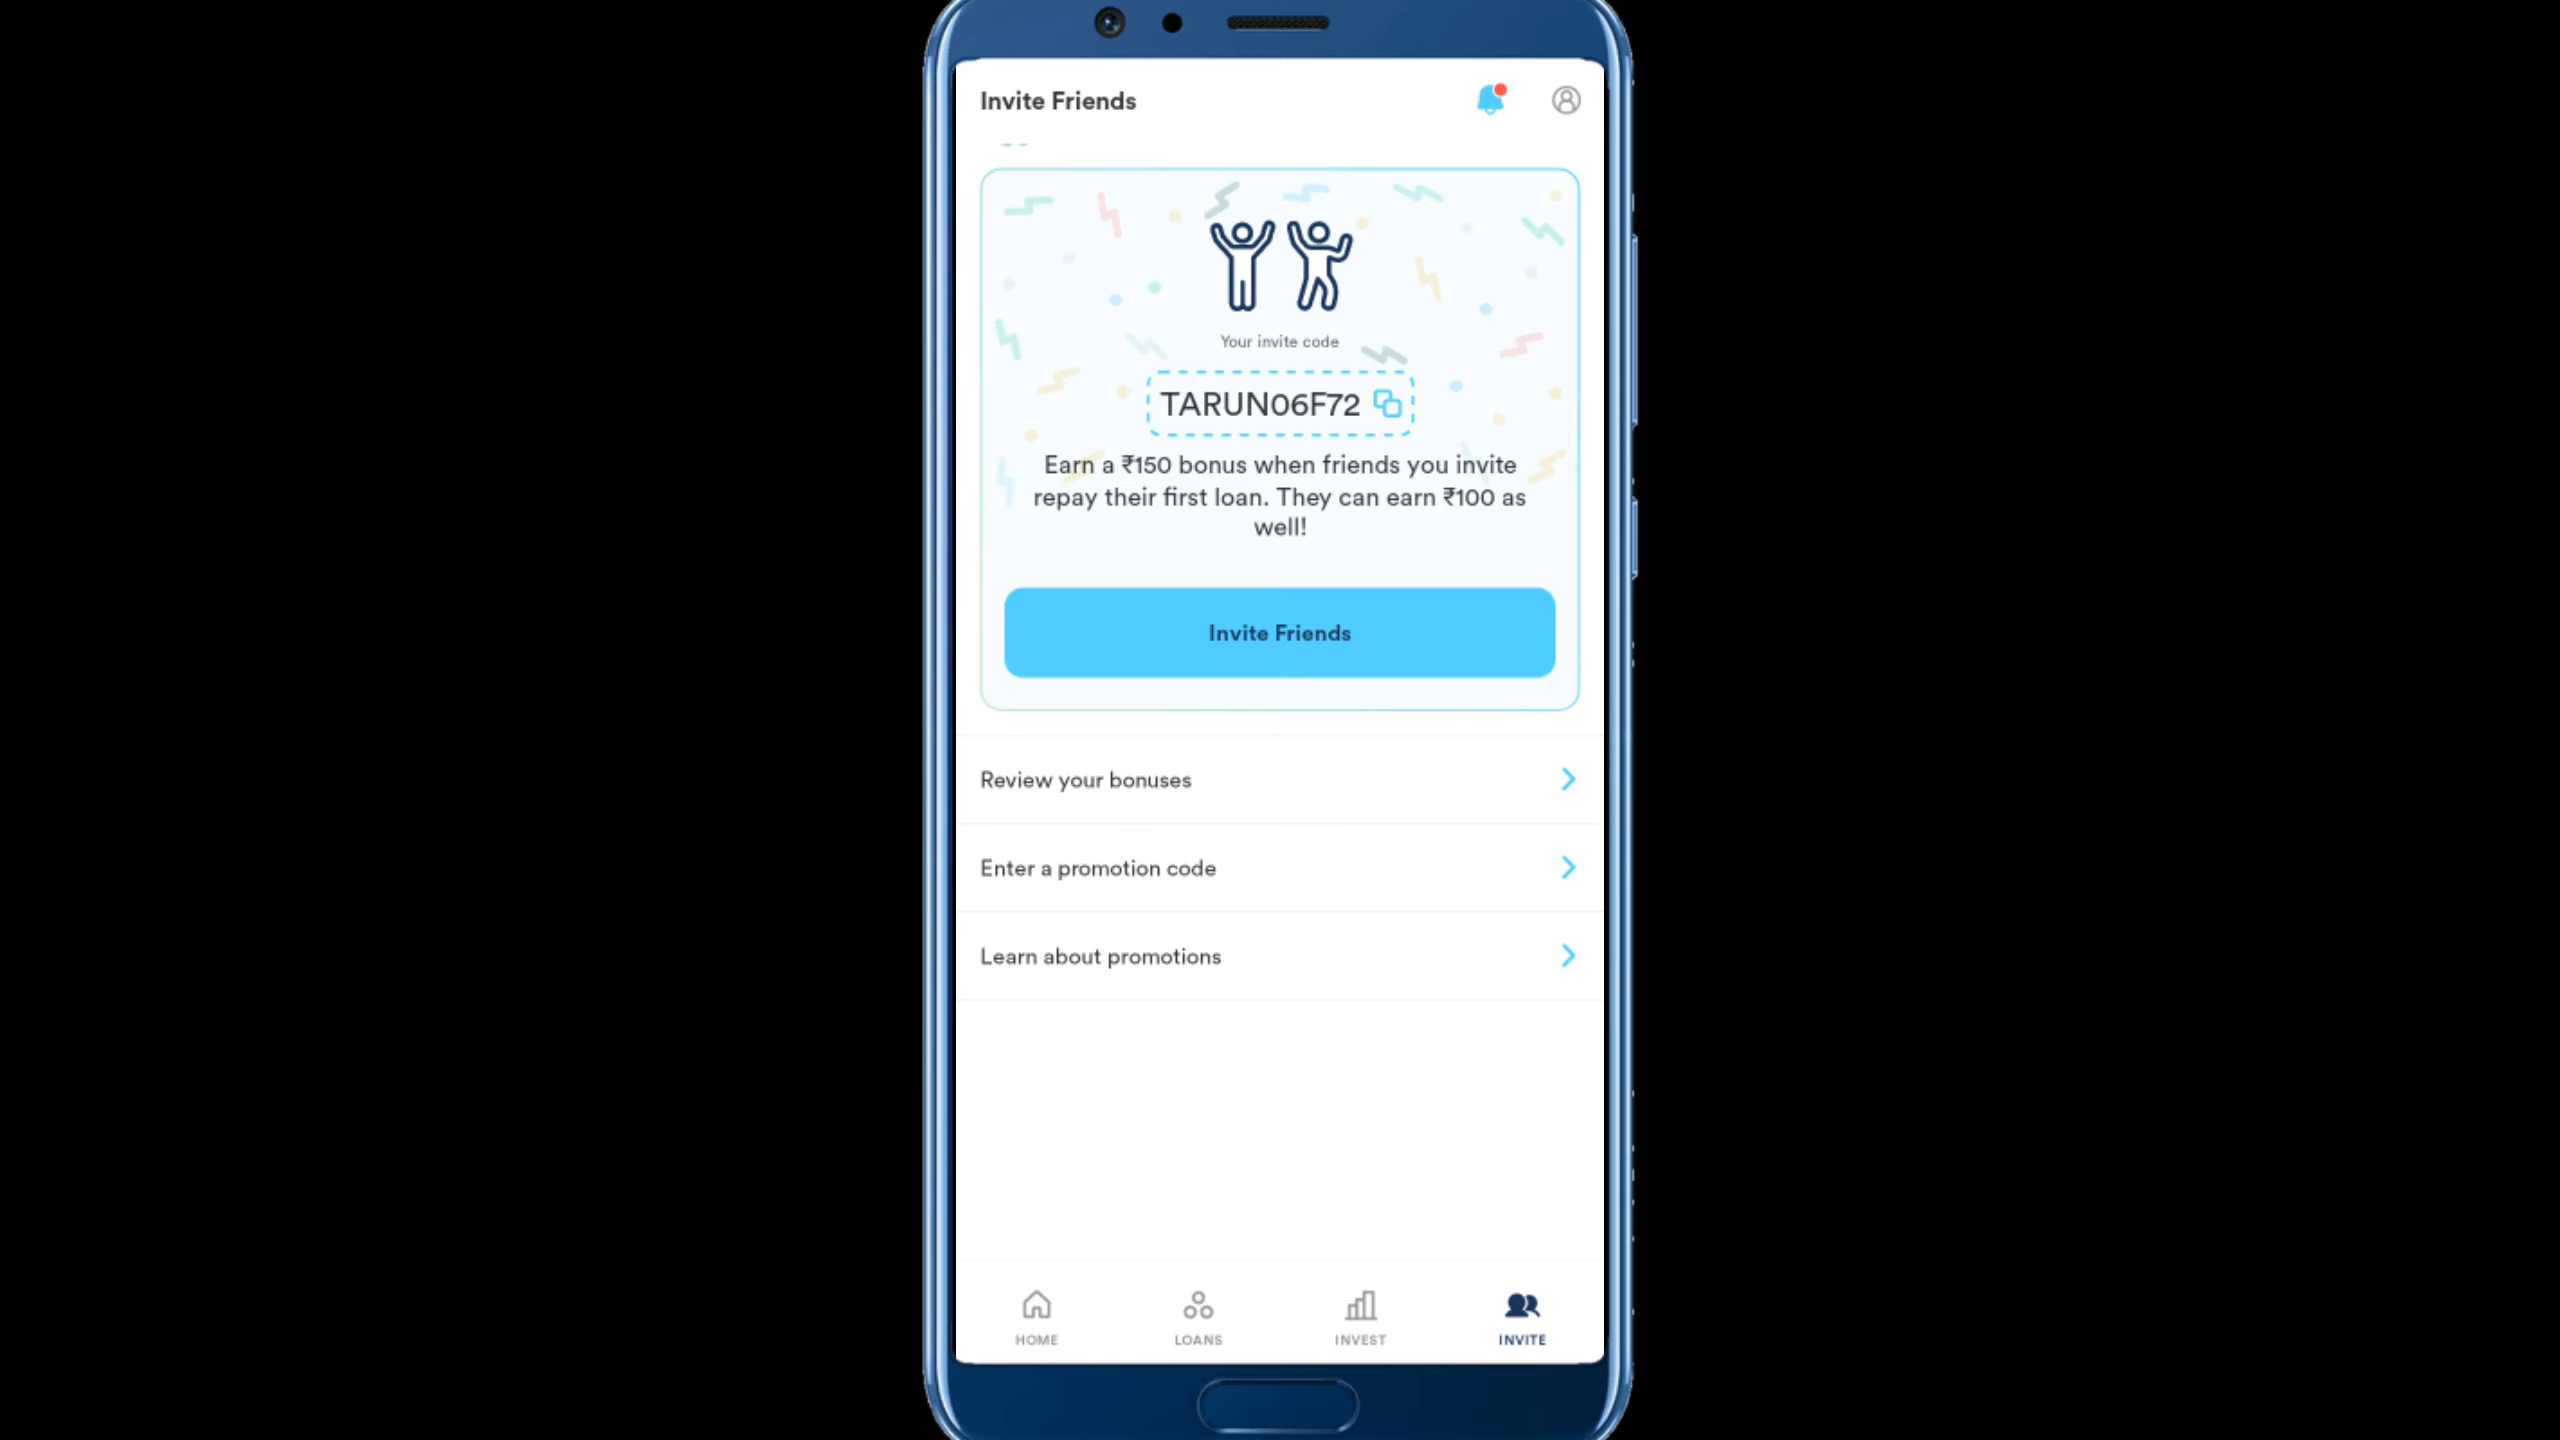 Invite Friends
Your invite code
TARUN06F72
Earn a ₹150 bonus when friends you invite
repay their first loan. They can earn ₹100 as
well!
Invite Friends
Review your bonuses
Enter a promotion code
Learn about promotions
HOME LOANS INVEST INVITE